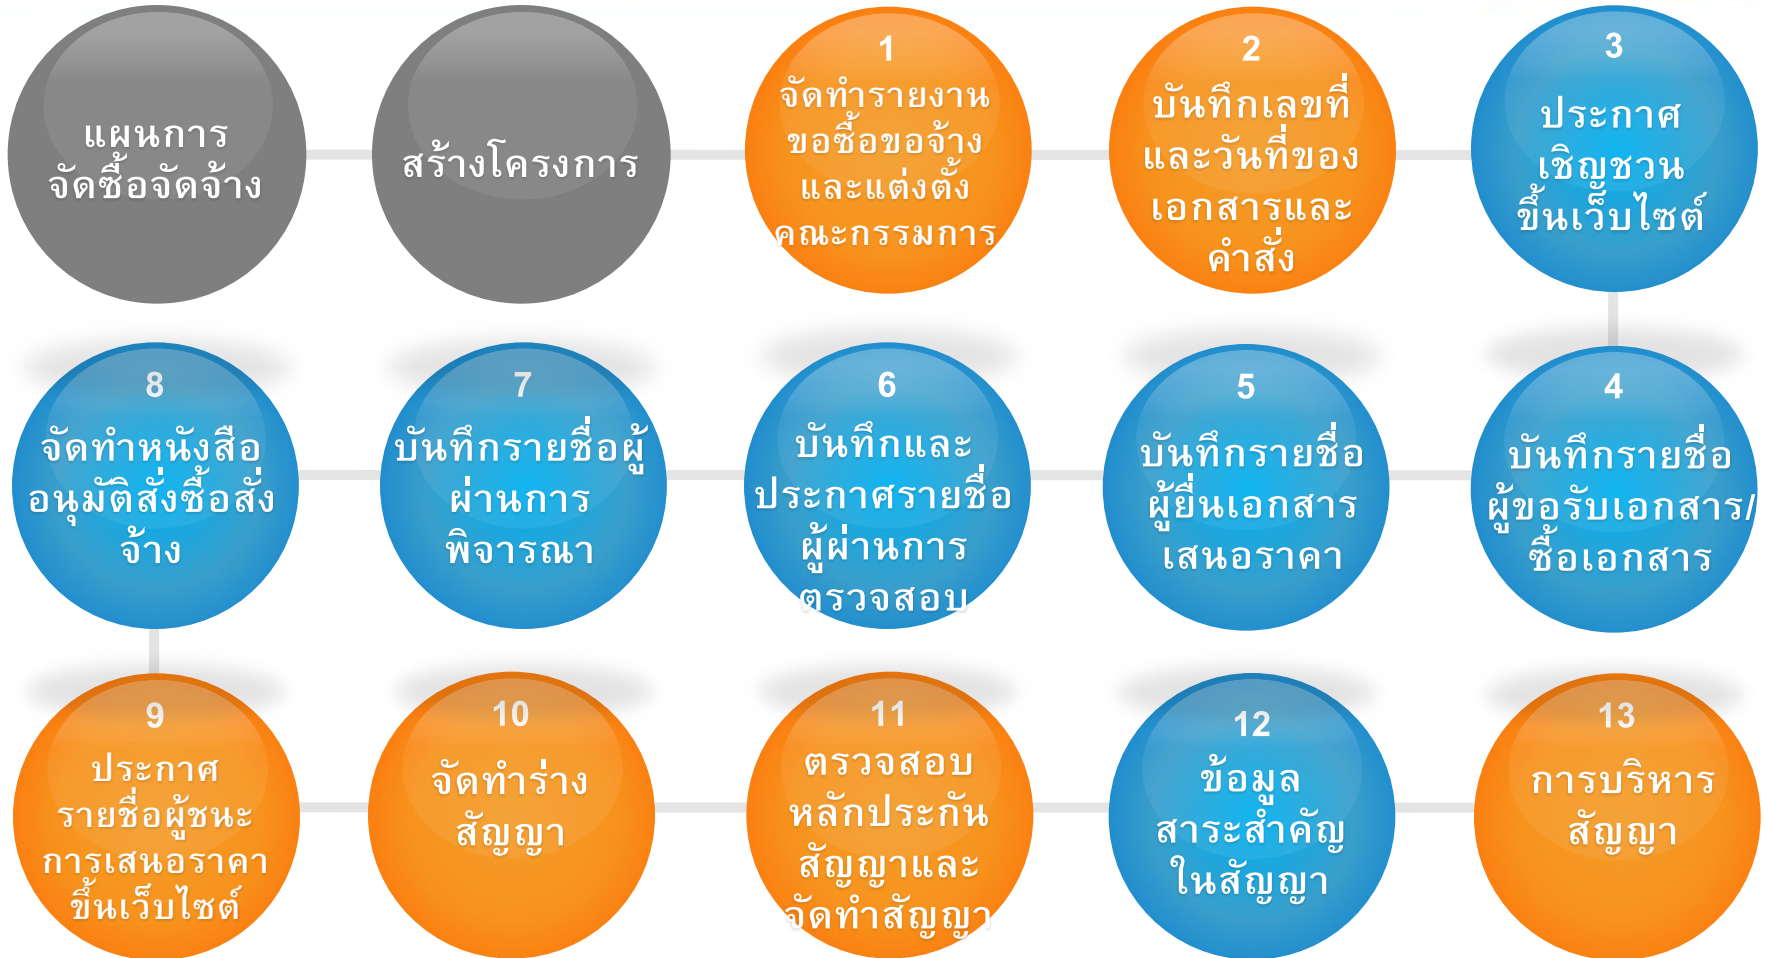 แผนการ
จัดซื้อจัดจ้าง
สร้างโครงการ
1
จัดทำรายงาน
ขอซื้อขอจ้าง
และแต่งตั้ง
คณะกรรมการ
2
บันทึกเลขที่
และวันที่ของ
เอกสารและ
คำสั่ง
3
ประกาศ
เชิญชวน
ขึ้นเว็บไซต์
4
บันทึกรายชื่อ
ผู้ขอรับเอกสาร/
ซื้อเอกสาร
5
บันทึกรายชื่อ
ผู้ยื่นเอกสาร
เสนอราคา
6
บันทึกและ
ประกาศรายชื่อ
ผู้ผ่านการ
ตรวจสอบ
7
บันทึกรายชื่อผู้
ผ่านการ
พิจารณา
8
จัดทำหนังสือ
อนุมัติสั่งซื้อสั่ง
จ้าง
9
ประกาศ
รายชื่อผู้ชนะ
การเสนอราคา
ขึ้นเว็บไซต์
10
จัดทำร่าง
สัญญา
11
ตรวจสอบ
หลักประกัน
สัญญาและ
จัดทำสัญญา
12
ข้อมูล
สาระสำคัญ
ในสัญญา
13
การบริหาร
สัญญา